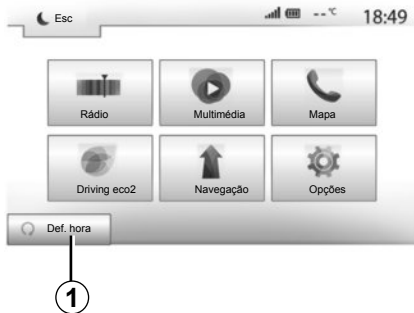 Esc
--°C
18:49
Rádio
Multimédia
Mapa
Driving eco2
Navegação
Opções
Def. hora
1